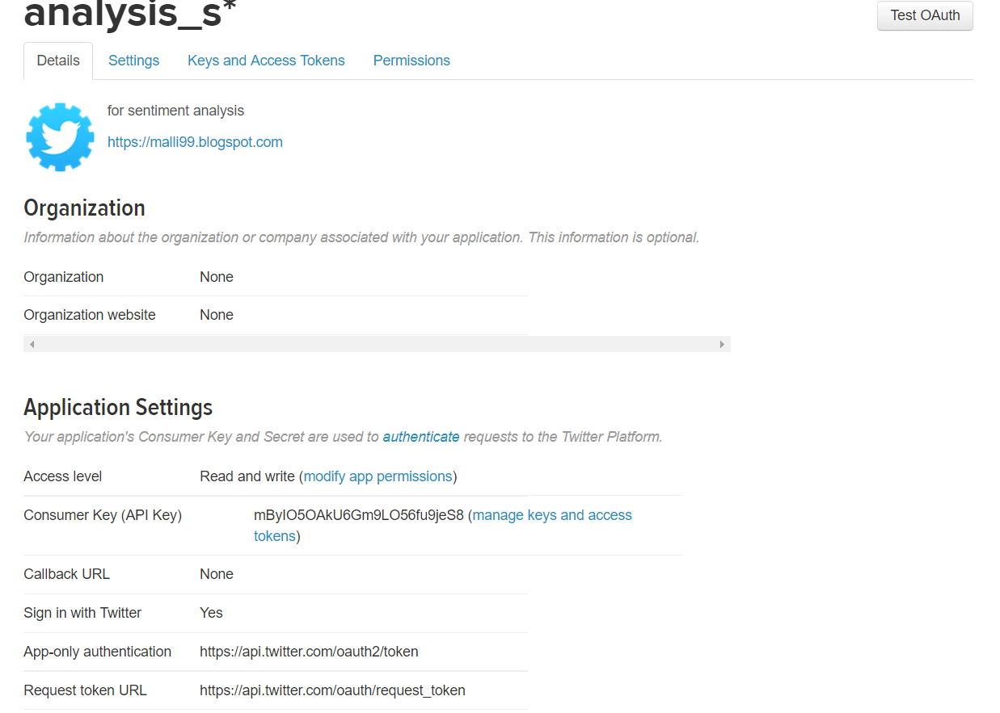 analysis_s*
Test OAuth
Details Settings Keys and Access Tokens Permissions
for sentiment analysis
https://malli99.blogspot.com
Organization
Information about the organization or company associated with your application. This information is optional.
Organization None
Organization website None
Application Settings
Your application's Consumer Key and Secret are used to authenticate requests to the Twitter Platform.
Access level Read and write (modify app permissions)
Consumer Key (API Key) mByIO5OAkU6Gm9LO56fu9jeS8 (manage keys and access
tokens)
Callback URL None
Sign in with Twitter Yes
App-only authentication https://api.twitter.com/oauth2/token
Request token URL https://api.twitter.com/oauth/request_token